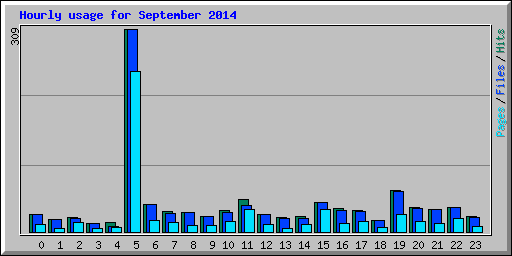 Hourly usage for September 2014
309
Pages/Files/Hits
0 1 2 3 4 5 6 7 8 9 10 11 12 13 14 15 16 17 18 19 20 21 22 23